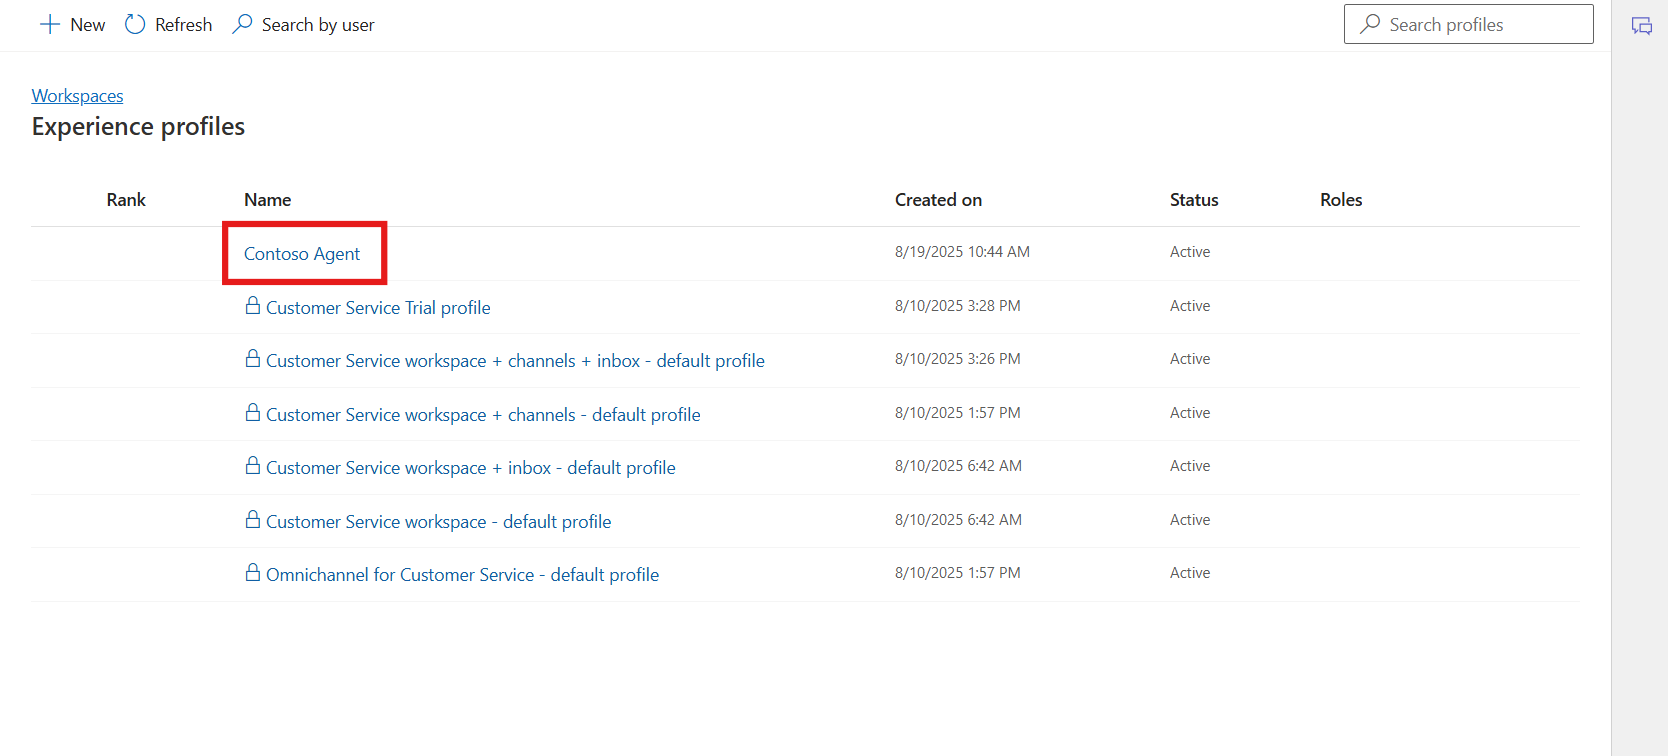 New Refresh Search by user Search profiles
Workspaces
Experience profiles
Rank Name Created on Status Roles
Contoso Agent 8/19/2025 10:44 AM Active
Customer Service Trial profile 8/10/2025 3:28 PM Active
Customer Service workspace + channels + inbox - default profile 8/10/2025 3:26 PM Active
Customer Service workspace + channels - default profile 8/10/2025 1:57 PM Active
Customer Service workspace + inbox - default profile 8/10/2025 6:42 AM Active
Customer Service workspace - default profile 8/10/2025 6:42 AM Active
Omnichannel for Customer Service - default profile 8/10/2025 1:57 PM Active